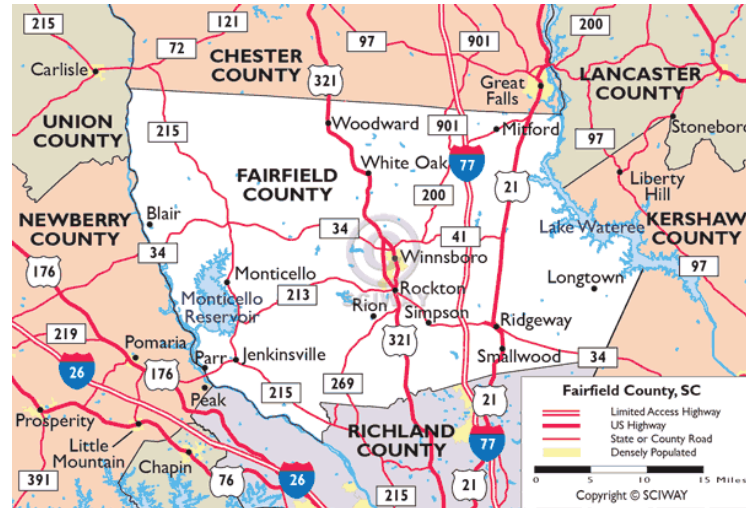 215
121
200
72
97
901
CHESTER
COUNTY
Carlisle
321
Great
Falls
LANCASTER
COUNTY
UNION
COUNTY
215
Woodward
901
Mitford
Stoneboro
97
White Oak
77
FAIRFIELD
COUNTY
200
21
Liberty
Hill
NEWBERRY
COUNTY
Blair
34
41
Lake Wateree
KERSHAW
COUNTY
34
176
Winnsboro
97
Monticello
Longtown
Monticello
Reservoir
213
Rockton
SCIWAY
Rion
Simpson
Ridgeway
219
Pomaria
321
26
Parr
Jenkinsville
Smallwood
34
176
Peak
215
269
21
Prosperity
RICHLAND
COUNTY
77
Little
Mountain
Chapin
391
76
26
215
21
Fairfield County, SC
Limited Access Highway
US Highway
State or County Road
Densely Populated
0 5 10 15 Miles
Copyright © SCIWAY